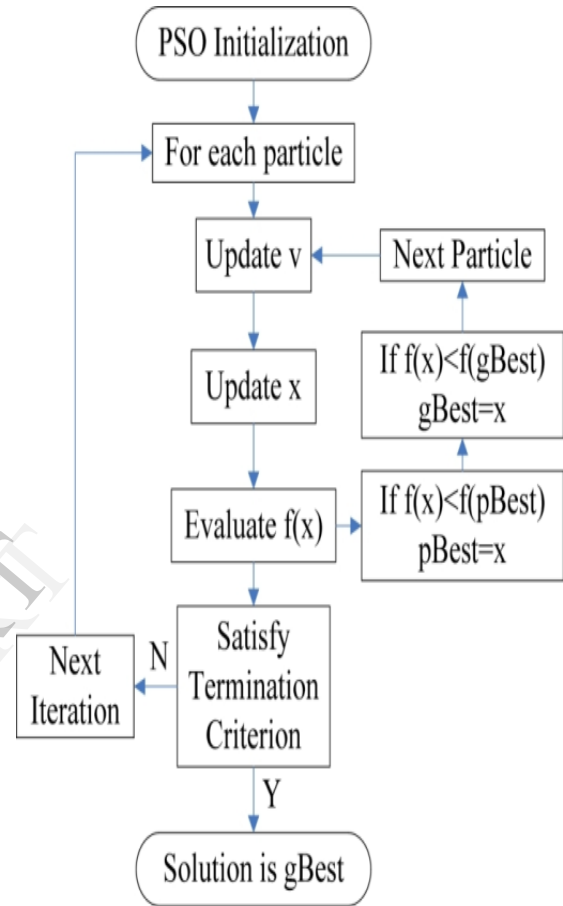 PSO Initialization
For each particle
Update v
Next Particle
Update x
If f(x)<f(gBest)
gBest=x
Evaluate f(x)
If f(x)<f(pBest)
pBest=x
Satisfy
Termination
Criterion
N
Next
Iteration
Y
Solution is gBest